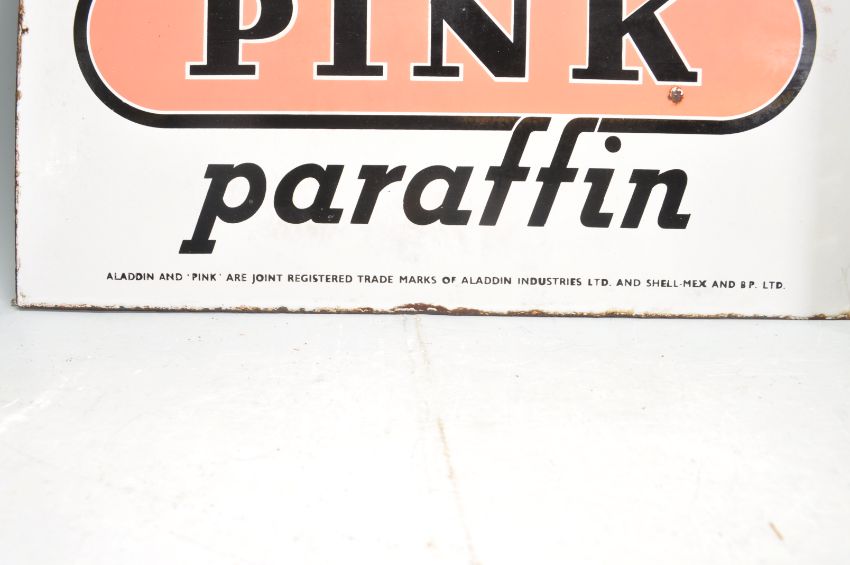 PINK
paraffin
ALADDIN AND 'PINK' ARE JOINT REGISTERED TRADE MARKS OF ALADDIN INDUSTRIES LTD. AND SHELL-MEX AND B P. LTD.